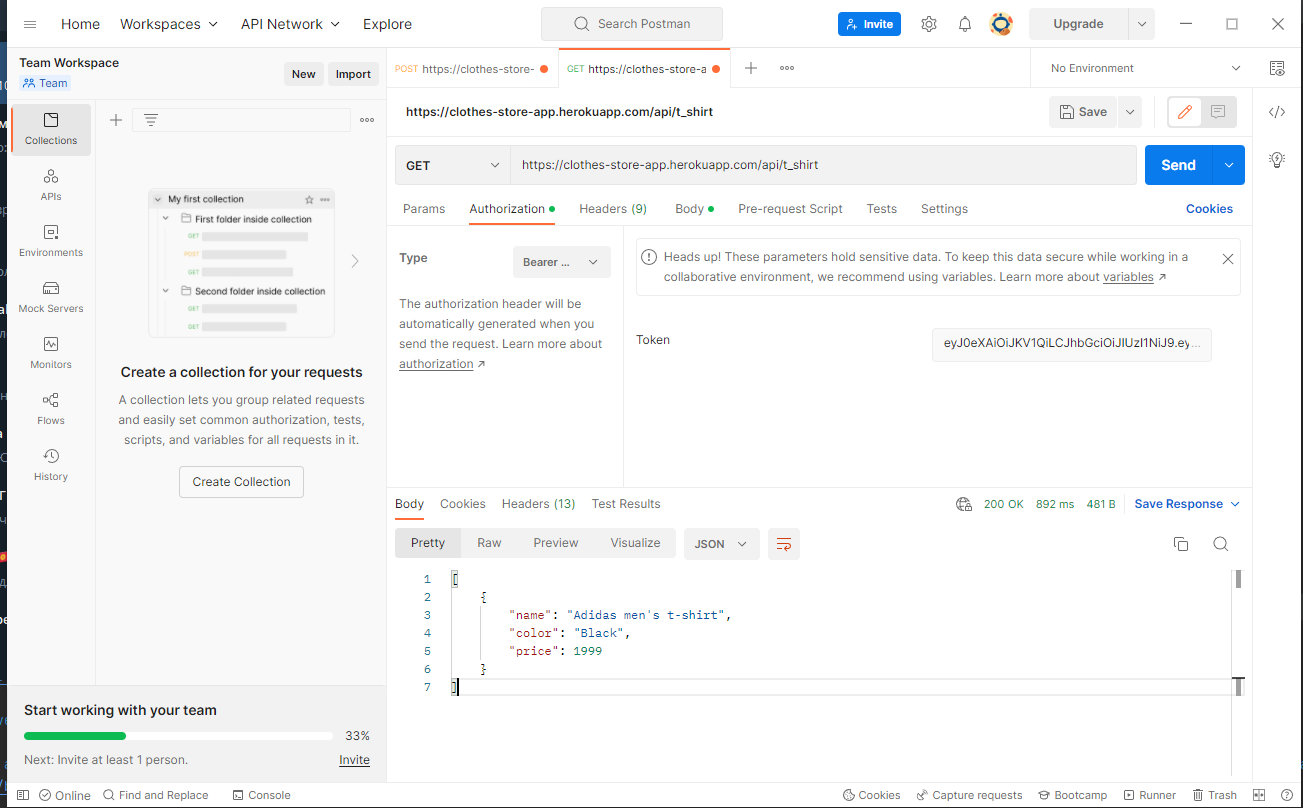 Home Workspaces API Network Explore Search Postman Invite Upgrade
Team Workspace
Team
New Import
Collections
APIs
Environments
Mock Servers
Monitors
Flows
History
My first collection
First folder inside collection
GET
POST
GET
Second folder inside collection
GET
GET
Create a collection for your requests
A collection lets you group related requests
and easily set common authorization, tests,
scripts, and variables for all requests in it.
Create Collection
Start working with your team
33%
Next: Invite at least 1 person. Invite
POST https://clothes-store- GET https://clothes-store-a No Environment
https://clothes-store-app.herokuapp.com/api/t_shirt Save
GET https://clothes-store-app.herokuapp.com/api/t_shirt Send
Params Authorization Headers (9) Body Pre-request Script Tests Settings Cookies
Type Bearer ...
The authorization header will be
automatically generated when you
send the request. Learn more about
authorization ↗
Heads up! These parameters hold sensitive data. To keep this data secure while working in a
collaborative environment, we recommend using variables. Learn more about variables ↗
Token eyJ0eXAiOiJKV1QiLCJhbGciOiJIUzI1NiJ9.ey...
Body Cookies Headers (13) Test Results 200 OK 892 ms 481 B Save Response
Pretty Raw Preview Visualize JSON
1 [
2 {
3 "name": "Adidas men's t-shirt",
4 "color": "Black",
5 "price": 1999
6 }
7 ]
Online Find and Replace Console Cookies Capture requests Bootcamp Runner Trash